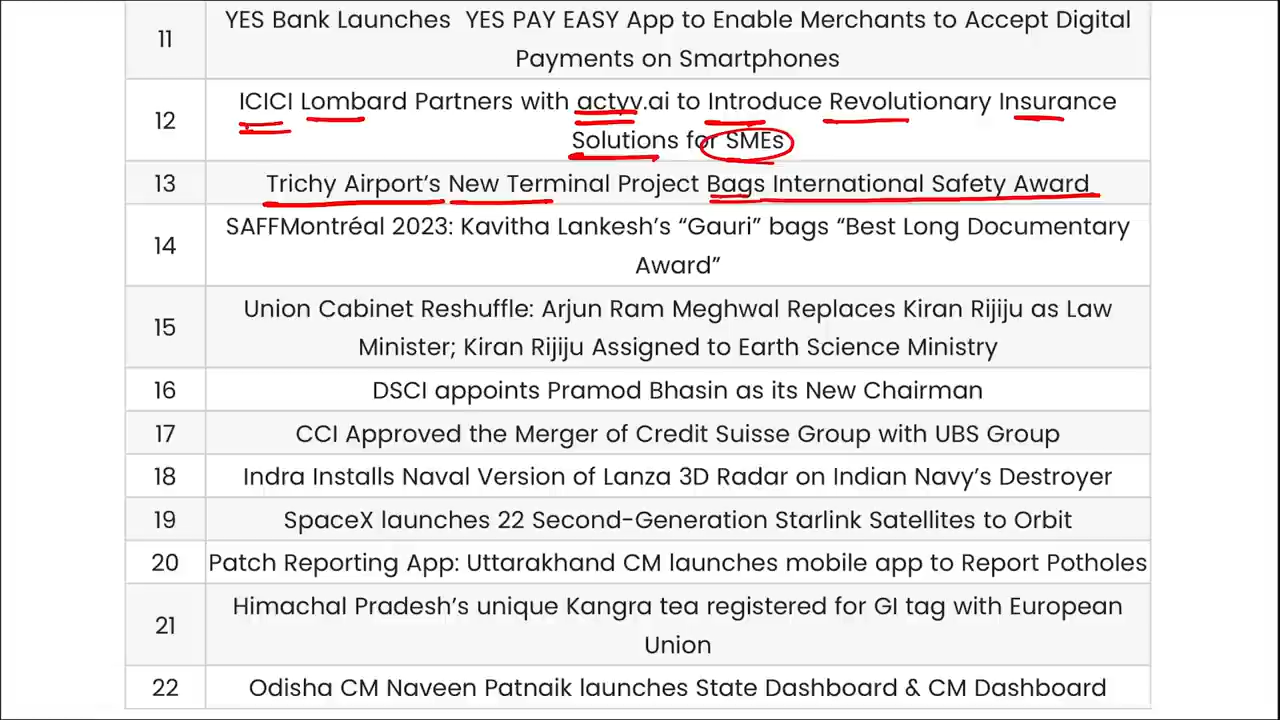 11
YES Bank Launches YES PAY EASY App to Enable Merchants to Accept Digital
Payments on Smartphones
12
ICICI Lombard Partners with actyv.ai to Introduce Revolutionary Insurance
Solutions for SMEs
13
Trichy Airport's New Terminal Project Bags International Safety Award
14
SAFFMontréal 2023: Kavitha Lankesh's “Gauri” bags “Best Long Documentary
Award”
15
Union Cabinet Reshuffle: Arjun Ram Meghwal Replaces Kiran Rijiju as Law
Minister; Kiran Rijiju Assigned to Earth Science Ministry
16
DSCI appoints Pramod Bhasin as its New Chairman
17
CCI Approved the Merger of Credit Suisse Group with UBS Group
18
Indra Installs Naval Version of Lanza 3D Radar on Indian Navy's Destroyer
19
SpaceX launches 22 Second-Generation Starlink Satellites to Orbit
20
Patch Reporting App: Uttarakhand CM launches mobile app to Report Potholes
21
Himachal Pradesh's unique Kangra tea registered for GI tag with European
Union
22
Odisha CM Naveen Patnaik launches State Dashboard & CM Dashboard